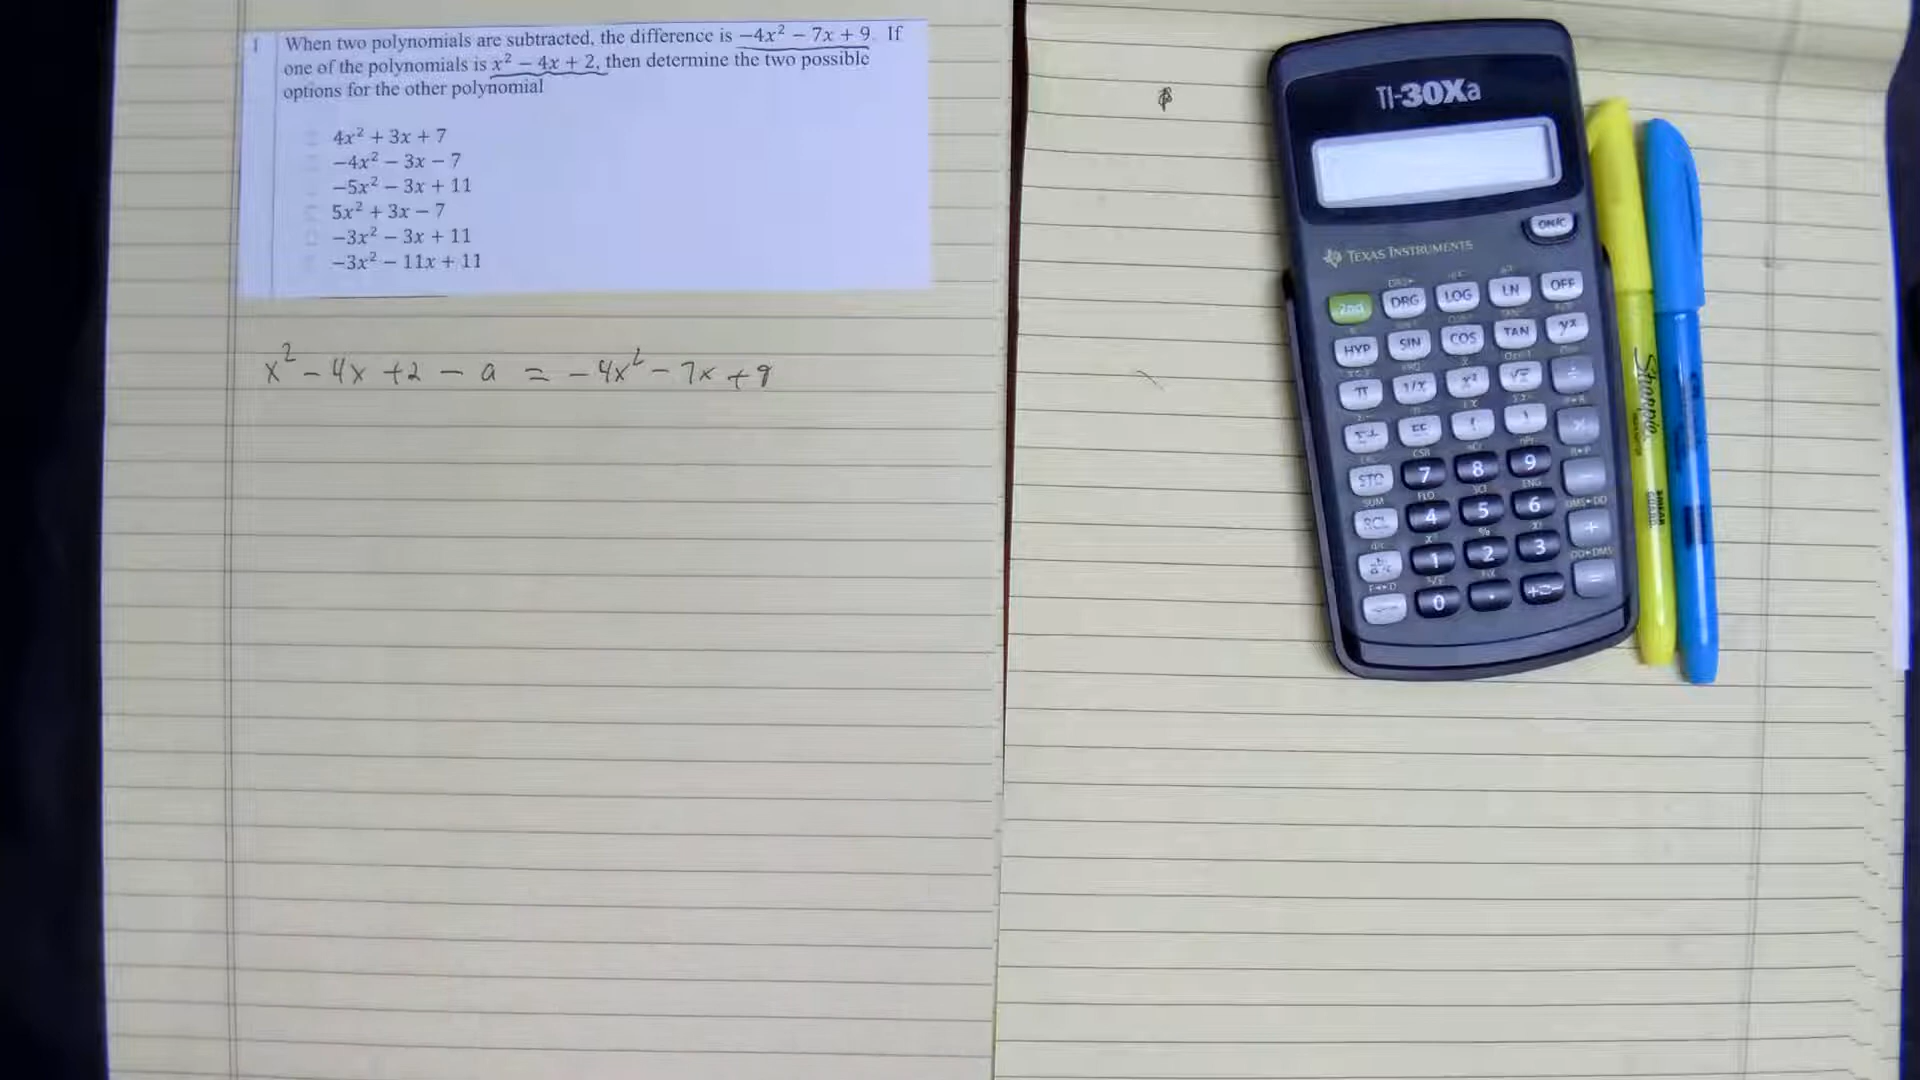 1 When two polynomials are subtracted, the difference is −4x² − 7x + 9. If
one of the polynomials is x² − 4x + 2, then determine the two possible
options for the other polynomial
4x² + 3x + 7
−4x² − 3x − 7
−5x² − 3x + 11
5x² + 3x − 7
−3x² − 3x + 11
−3x² − 11x + 11
x² − 4x + 2 − a = − 4x² − 7x + 9
TI-30Xa
ON/C
TEXAS INSTRUMENTS
2nd DRG LOG LN OFF
HYP SIN COS TAN yx
π 1/x x² √x ÷
Σ+ EE ( ) ×
STO 7 8 9 −
RCL 4 5 6 +
1 2 3 =
0 .
Sharpie